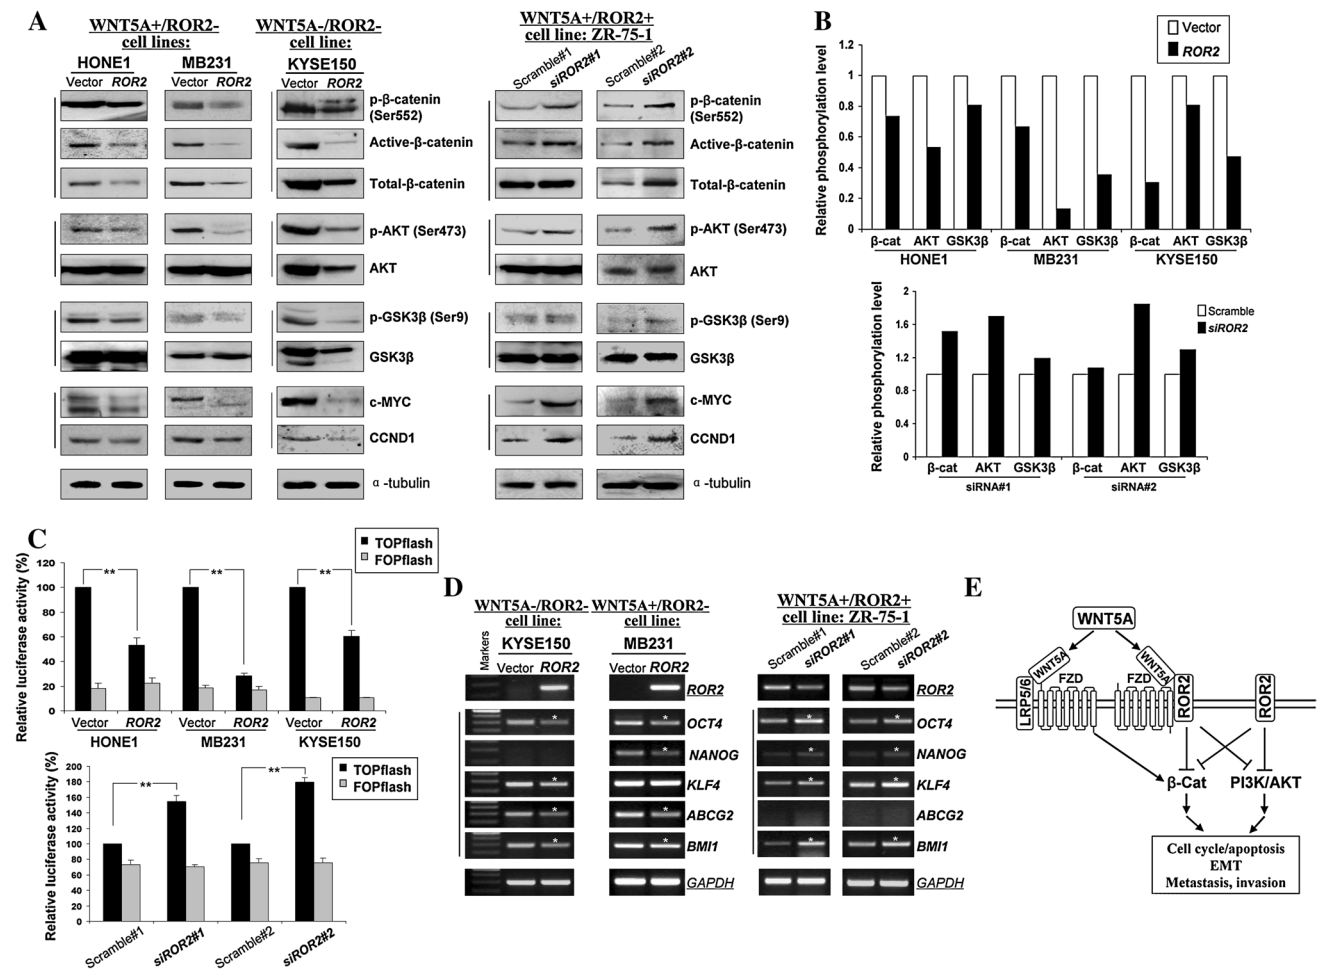 A
WNT5A+/ROR2-
cell lines:
WNT5A-/ROR2-
cell line:
WNT5A+/ROR2+
cell line: ZR-75-1
HONE1
MB231
KYSE150
Vector ROR2
Vector ROR2
Vector ROR2
Scramble#1
siROR2#1
Scramble#2
siROR2#2
p-β-catenin
(Ser552)
p-β-catenin
(Ser552)
Active-β-catenin
Active-β-catenin
Total-β-catenin
Total-β-catenin
p-AKT (Ser473)
p-AKT (Ser473)
AKT
AKT
p-GSK3β (Ser9)
p-GSK3β (Ser9)
GSK3β
GSK3β
c-MYC
c-MYC
CCND1
CCND1
α-tubulin
α-tubulin
B
Vector
ROR2
Relative phosphorylation level
1.2
1
0.8
0.6
0.4
0.2
0
β-cat AKT GSK3β β-cat AKT GSK3β β-cat AKT GSK3β
HONE1 MB231 KYSE150
Scramble
siROR2
Relative phosphorylation level
2
1.6
1.2
0.8
0.4
0
β-cat AKT GSK3β β-cat AKT GSK3β
siRNA#1 siRNA#2
C
TOPflash
FOPflash
Relative luciferase activity (%)
120
100
80
60
40
20
0
** ** **
Vector ROR2 Vector ROR2 Vector ROR2
HONE1 MB231 KYSE150
TOPflash
FOPflash
Relative luciferase activity (%)
200
180
160
140
120
100
80
60
40
20
0
** **
Scramble#1
siROR2#1
Scramble#2
siROR2#2
D
WNT5A-/ROR2-
cell line:
KYSE150
WNT5A+/ROR2-
cell line:
MB231
WNT5A+/ROR2+
cell line: ZR-75-1
Markers
Vector ROR2
Vector ROR2
Scramble#1
siROR2#1
Scramble#2
siROR2#2
ROR2
ROR2
* * OCT4 * * OCT4
* NANOG * * NANOG
* * KLF4 * * KLF4
* * ABCG2
ABCG2
* * BMI1 * * BMI1
GAPDH
GAPDH
E
WNT5A
WNT5A
WNT5A
LRP5/6
FZD
FZD
ROR2
ROR2
β-Cat
PI3K/AKT
Cell cycle/apoptosis
EMT
Metastasis, invasion